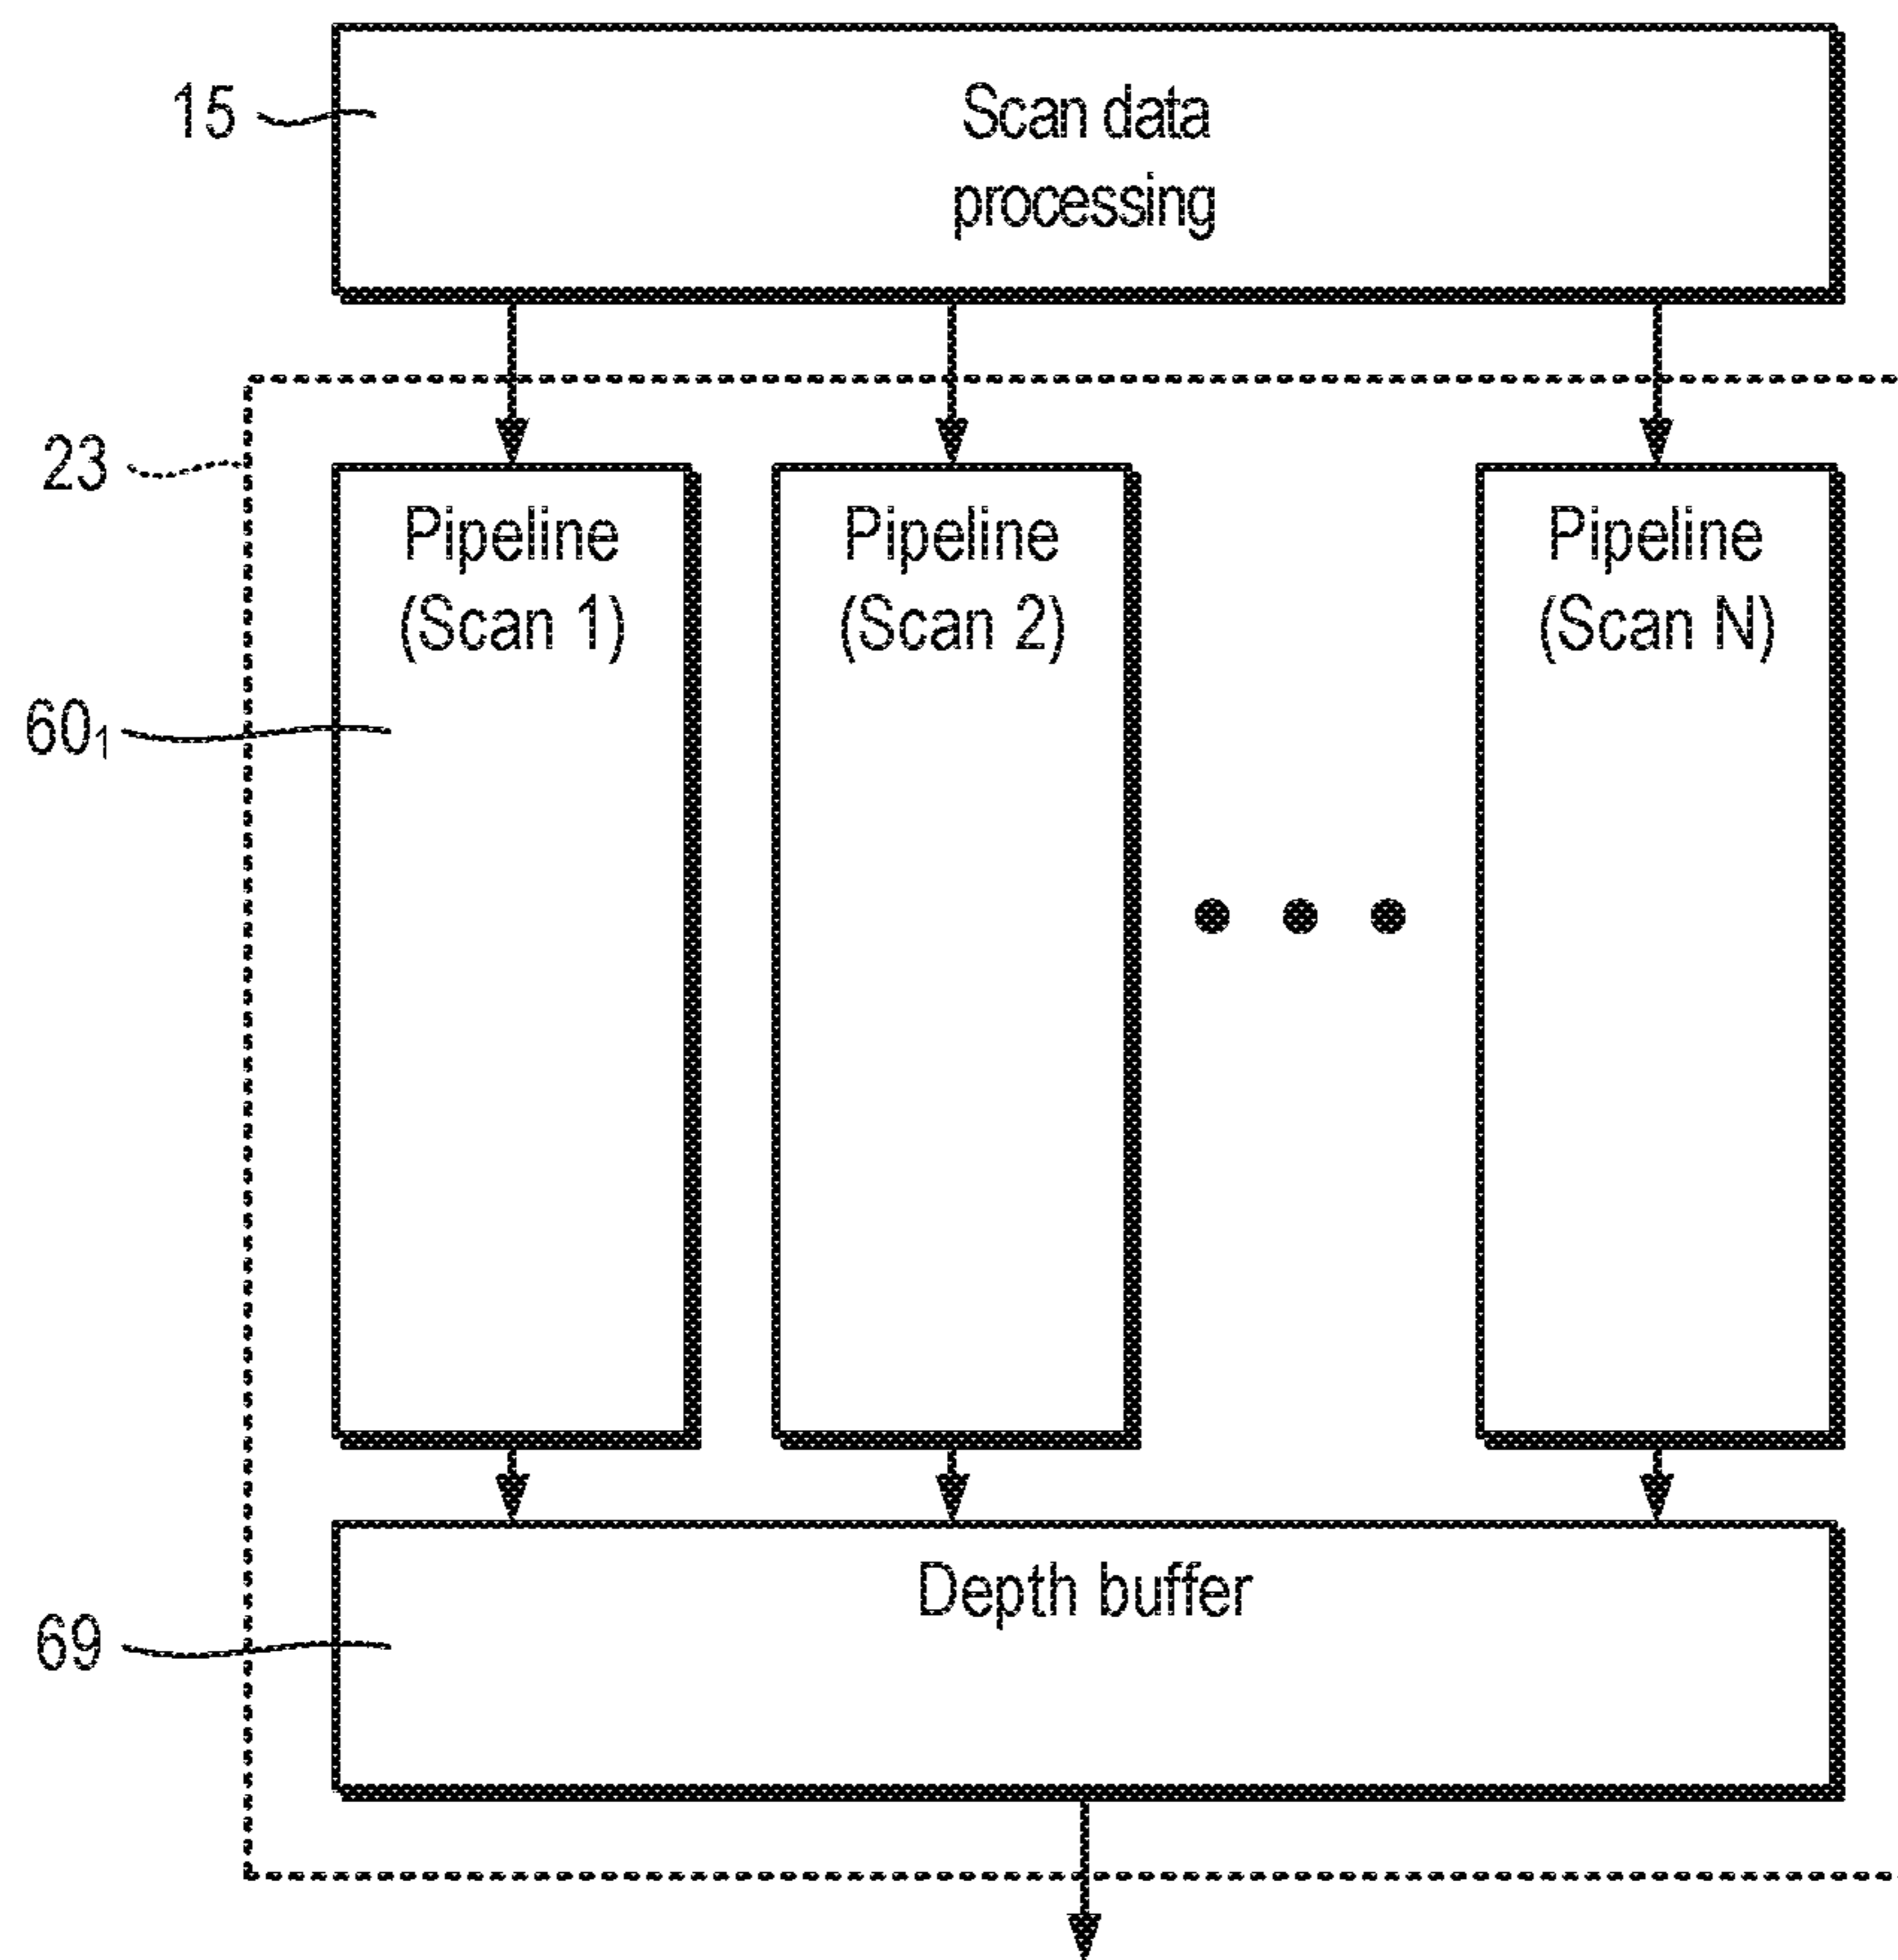 15
Scan data
processing
23
Pipeline
(Scan 1)
Pipeline
(Scan 2)
Pipeline
(Scan N)
60₁
Depth buffer
69